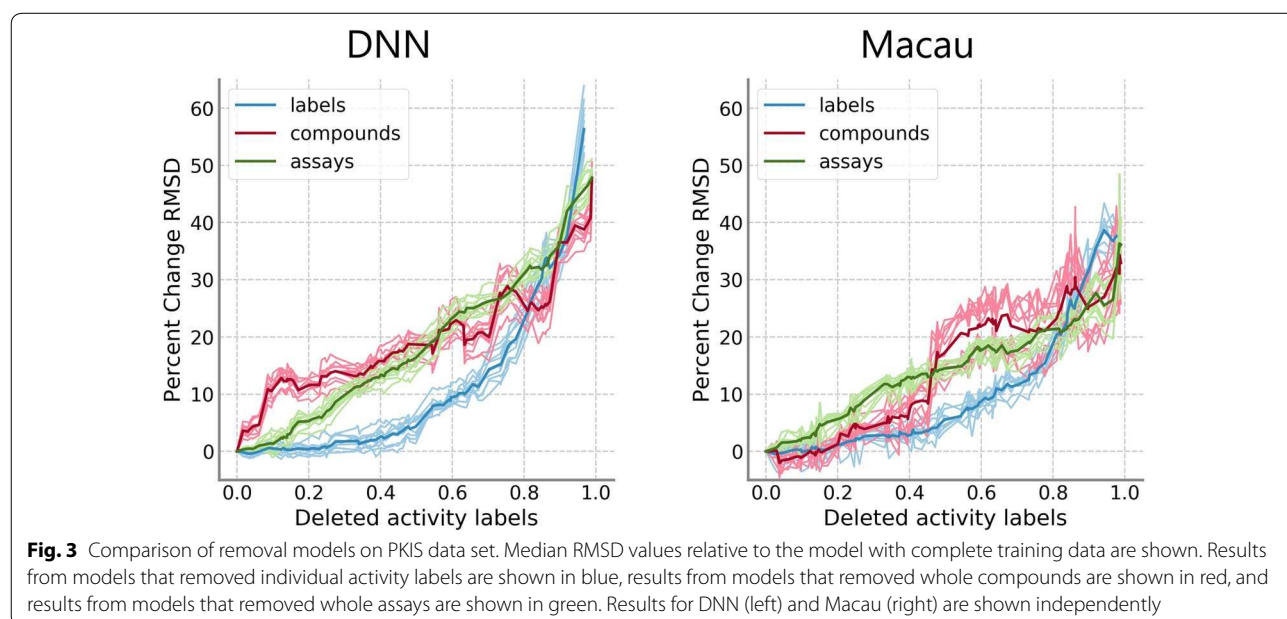 DNN
Percent Change RMSD
60
50
40
30
20
10
0
labels
compounds
assays
0.0 0.2 0.4 0.6 0.8 1.0
Deleted activity labels
Macau
Percent Change RMSD
60
50
40
30
20
10
0
labels
compounds
assays
0.0 0.2 0.4 0.6 0.8 1.0
Deleted activity labels
Fig. 3 Comparison of removal models on PKIS data set. Median RMSD values relative to the model with complete training data are shown. Results
from models that removed individual activity labels are shown in blue, results from models that removed whole compounds are shown in red, and
results from models that removed whole assays are shown in green. Results for DNN (left) and Macau (right) are shown independently